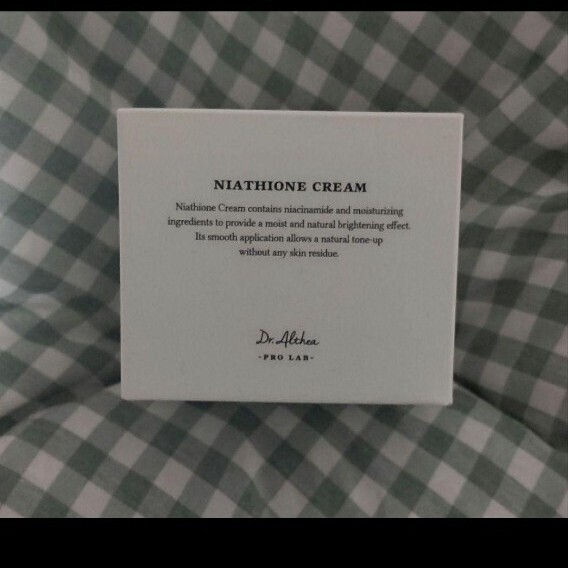 NIATHIONE CREAM
Niathione Cream contains niacinamide and moisturizing
ingredients to provide a moist and natural brightening effect.
Its smooth application allows a natural tone-up
without any skin residue.
Dr. Althea
-PRO LAB-